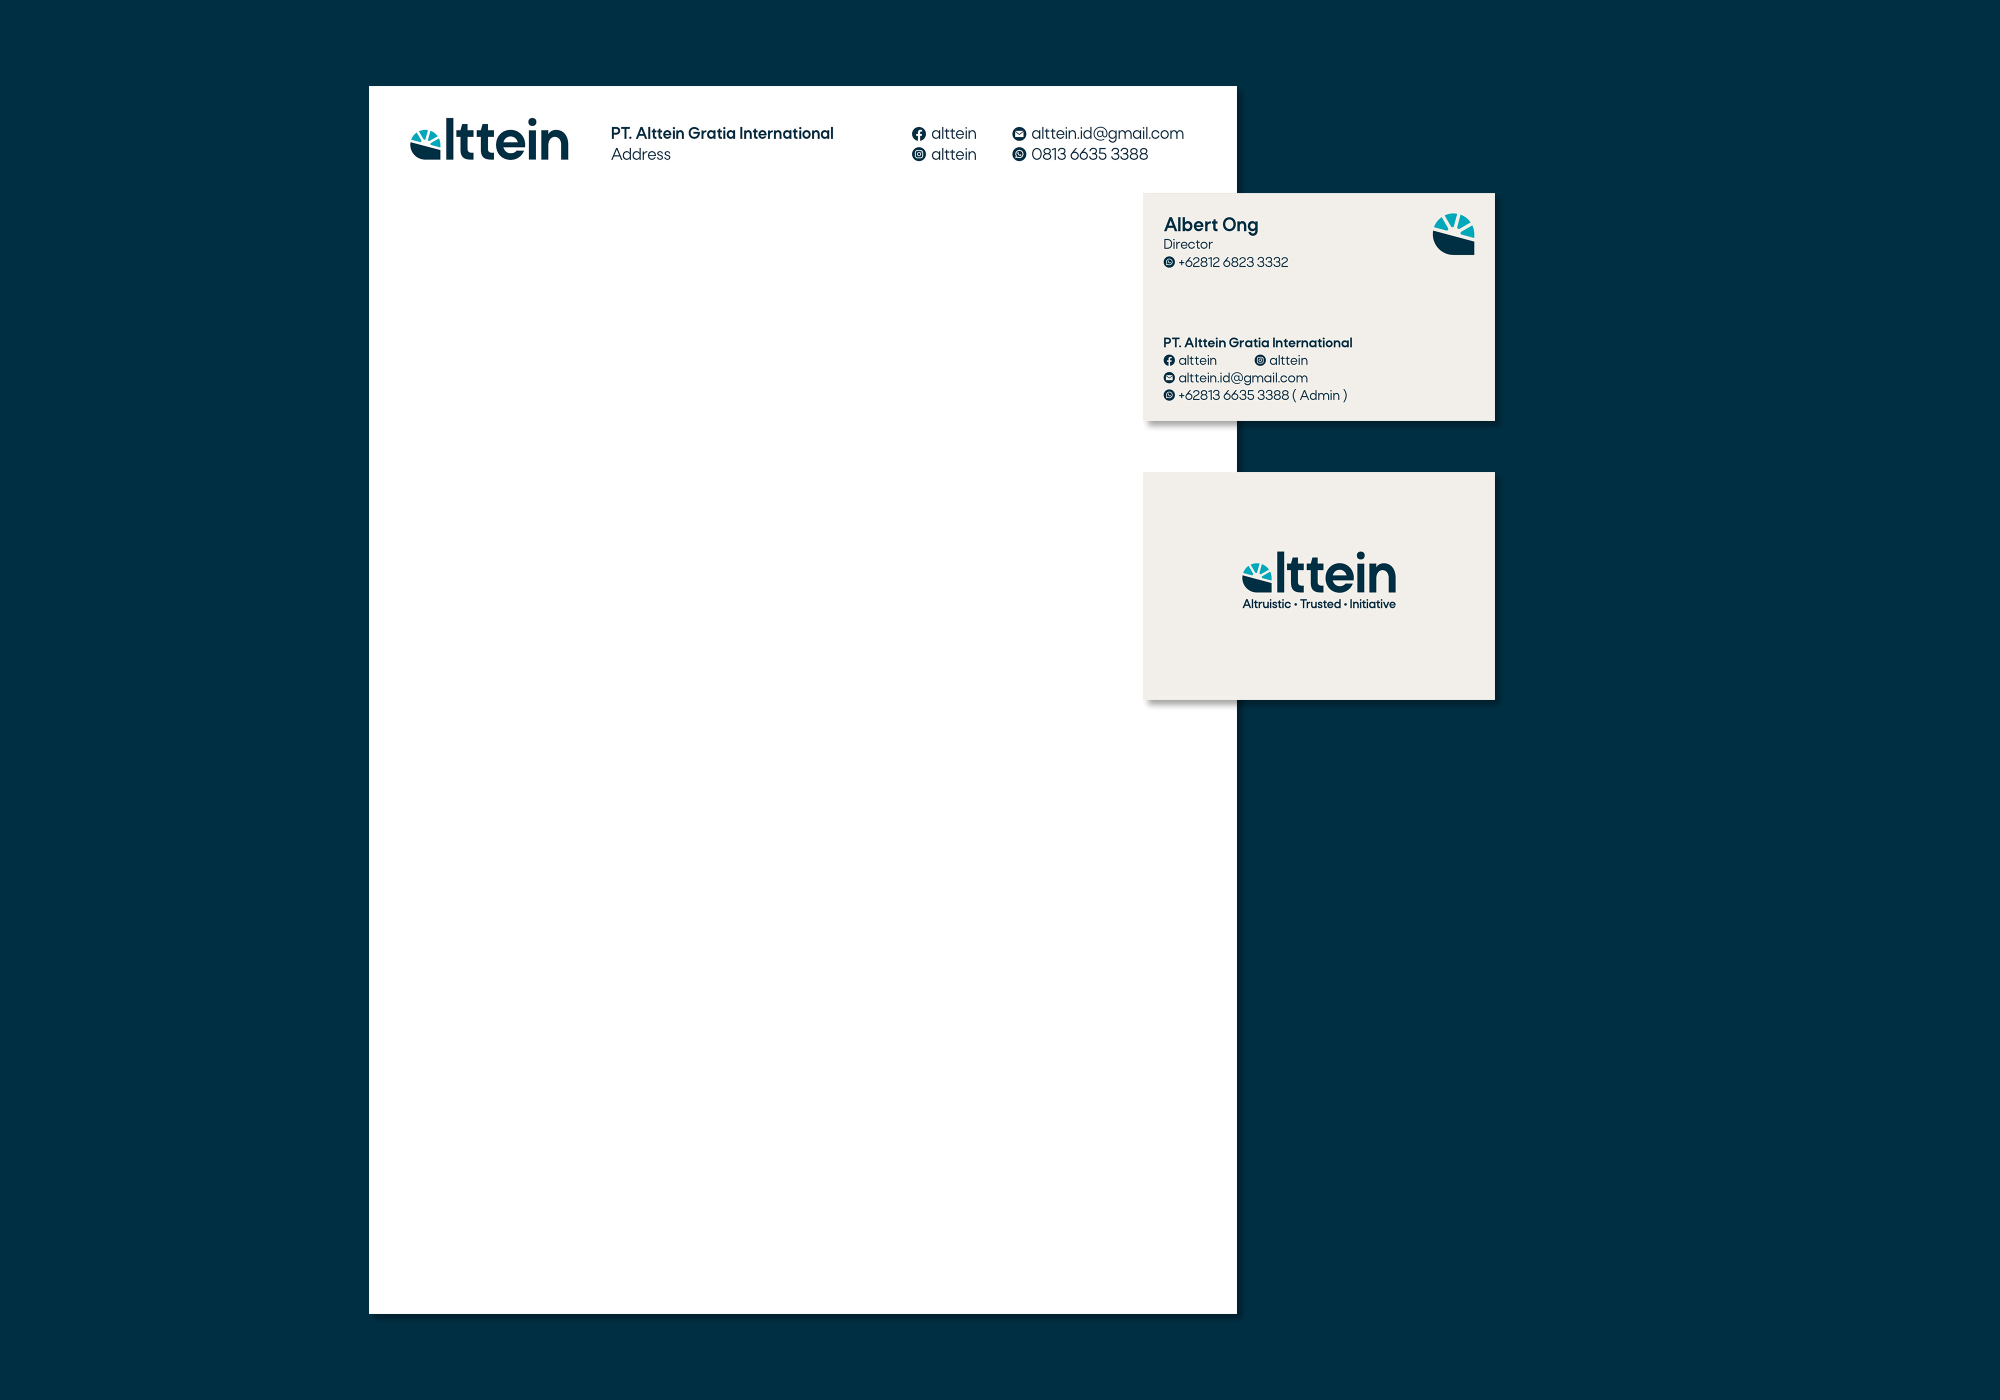 alttein
PT. Alttein Gratia International
Address
alttein
alttein
alttein.id@gmail.com
0813 6635 3388
Albert Ong
Director
+62812 6823 3332
PT. Alttein Gratia International
alttein alttein
alttein.id@gmail.com
+62813 6635 3388 ( Admin )
alttein
Altruistic • Trusted • Initiative